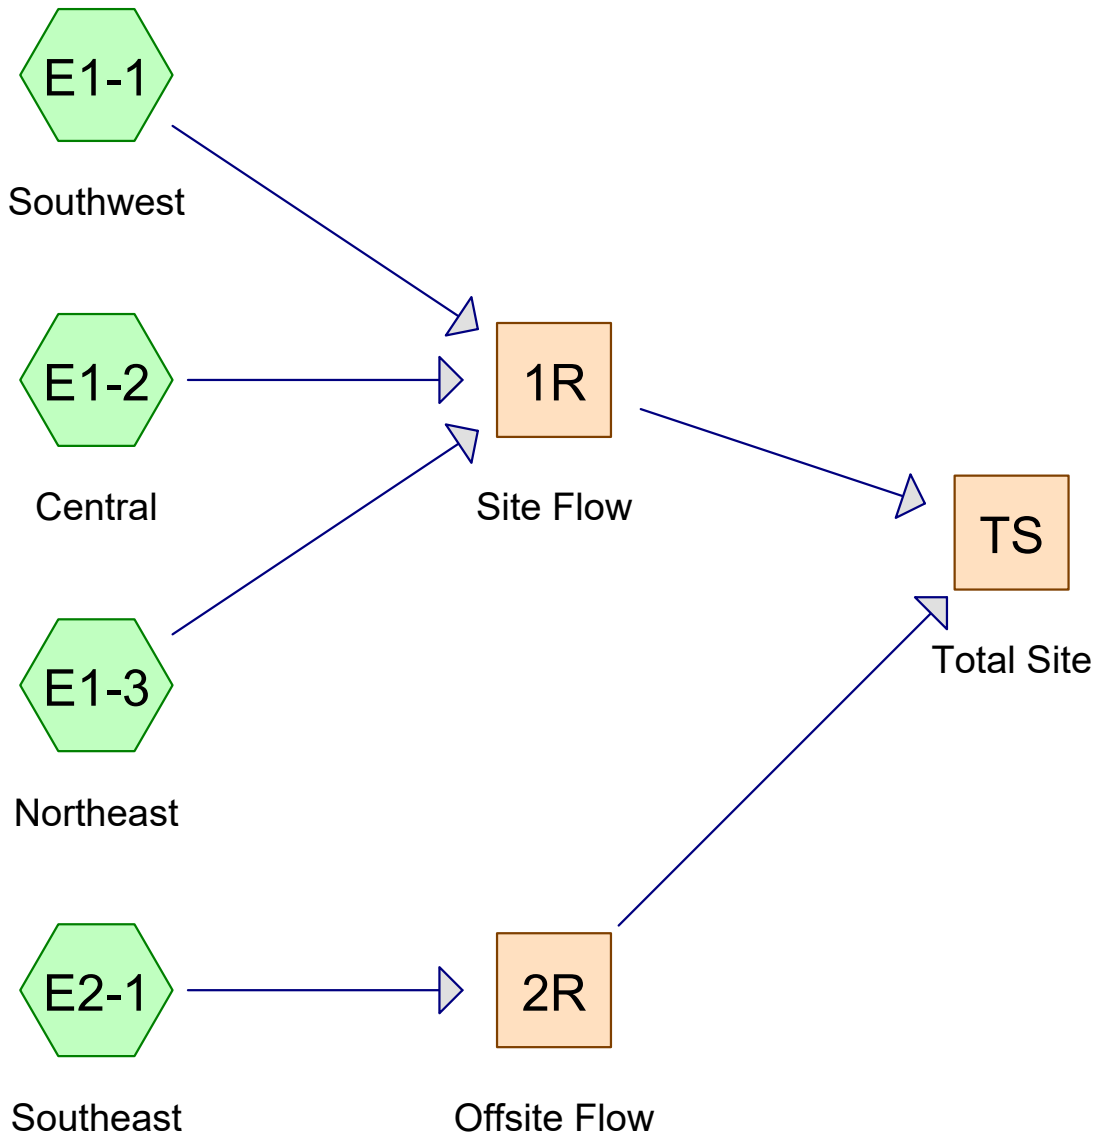 E1-1
Southwest
E1-2
Central
E1-3
Northeast
E2-1
Southeast
1R
Site Flow
2R
Offsite Flow
TS
Total Site